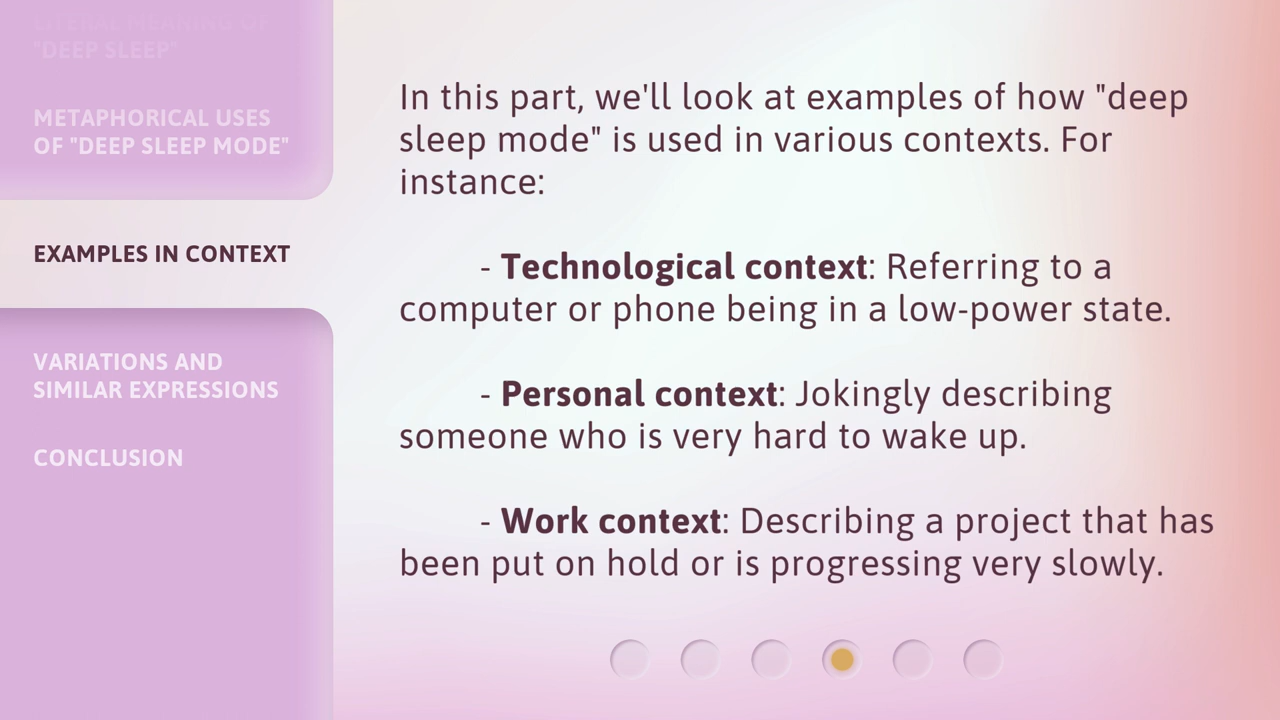 LITERAL MEANING OF
"DEEP SLEEP"
METAPHORICAL USES
OF "DEEP SLEEP MODE"
EXAMPLES IN CONTEXT
VARIATIONS AND
SIMILAR EXPRESSIONS
CONCLUSION
In this part, we'll look at examples of how "deep
sleep mode" is used in various contexts. For
instance:
- Technological context: Referring to a
computer or phone being in a low-power state.
- Personal context: Jokingly describing
someone who is very hard to wake up.
- Work context: Describing a project that has
been put on hold or is progressing very slowly.